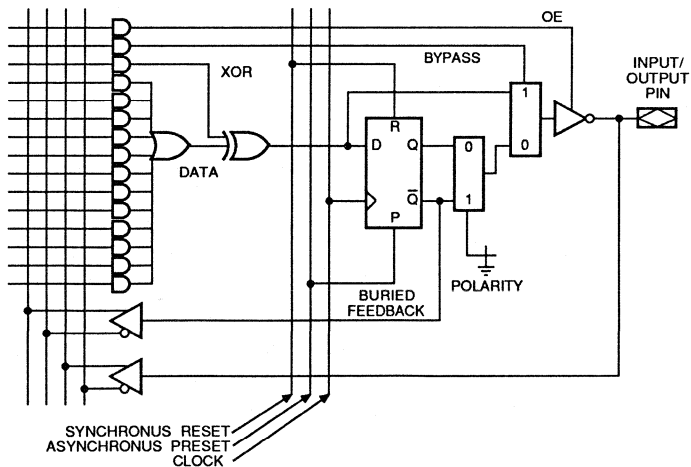 OE
BYPASS
INPUT/
OUTPUT
PIN
XOR
1
R
D
Q
0
0
DATA
Q̅
1
P
POLARITY
BURIED
FEEDBACK
SYNCHRONUS RESET
ASYNCHRONUS PRESET
CLOCK